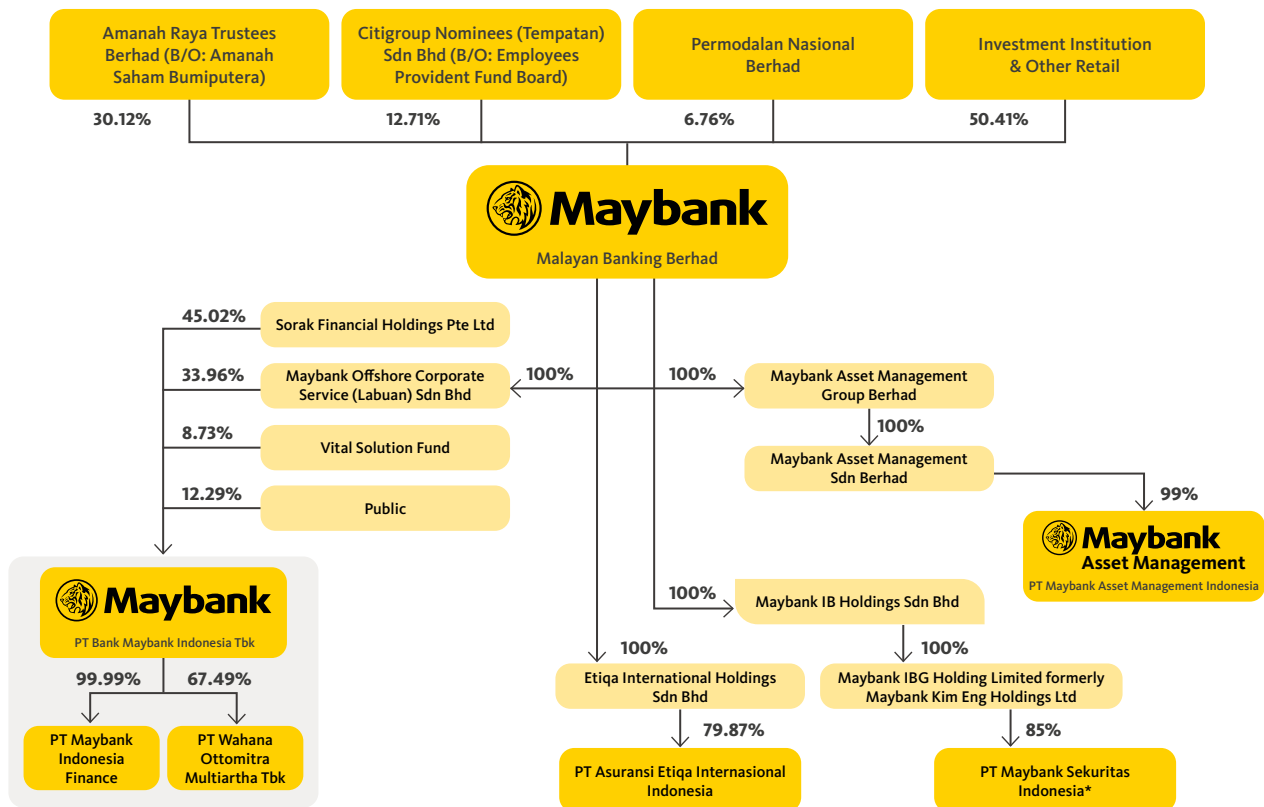 Amanah Raya Trustees
Berhad (B/O: Amanah
Saham Bumiputera)
Citigroup Nominees (Tempatan)
Sdn Bhd (B/O: Employees
Provident Fund Board)
Permodalan Nasional
Berhad
Investment Institution
& Other Retail
30.12%
12.71%
6.76%
50.41%
Maybank
Malayan Banking Berhad
45.02%
Sorak Financial Holdings Pte Ltd
33.96%
Maybank Offshore Corporate
Service (Labuan) Sdn Bhd
100%
100%
Maybank Asset Management
Group Berhad
100%
8.73%
Vital Solution Fund
Maybank Asset Management
Sdn Berhad
99%
12.29%
Public
Maybank
Asset Management
PT Maybank Asset Management Indonesia
Maybank
PT Bank Maybank Indonesia Tbk
99.99%
67.49%
PT Maybank
Indonesia
Finance
PT Wahana
Ottomitra
Multiartha Tbk
100%
Maybank IB Holdings Sdn Bhd
100%
100%
Etiqa International Holdings
Sdn Bhd
Maybank IBG Holding Limited formerly
Maybank Kim Eng Holdings Ltd
79.87%
85%
PT Asuransi Etiqa Internasional
Indonesia
PT Maybank Sekuritas
Indonesia*